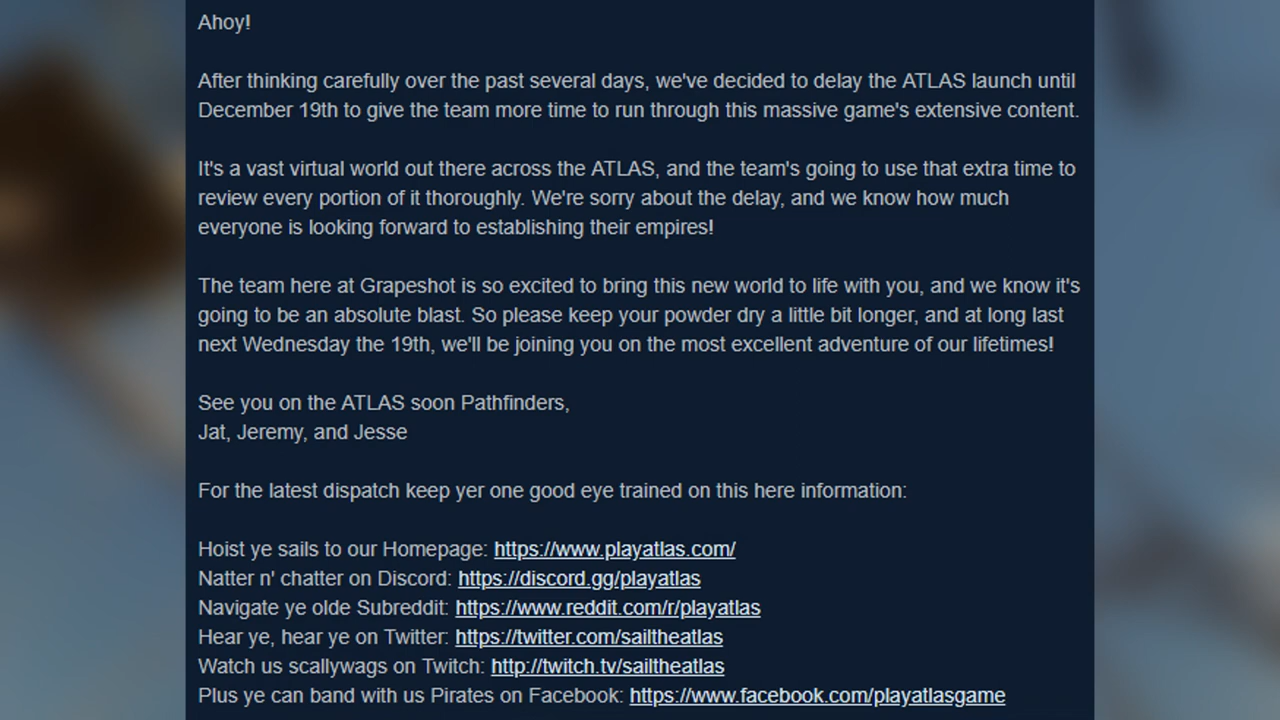 Ahoy!
After thinking carefully over the past several days, we've decided to delay the ATLAS launch until
December 19th to give the team more time to run through this massive game's extensive content.
It's a vast virtual world out there across the ATLAS, and the team's going to use that extra time to
review every portion of it thoroughly. We're sorry about the delay, and we know how much
everyone is looking forward to establishing their empires!
The team here at Grapeshot is so excited to bring this new world to life with you, and we know it's
going to be an absolute blast. So please keep your powder dry a little bit longer, and at long last
next Wednesday the 19th, we'll be joining you on the most excellent adventure of our lifetimes!
See you on the ATLAS soon Pathfinders,
Jat, Jeremy, and Jesse
For the latest dispatch keep yer one good eye trained on this here information:
Hoist ye sails to our Homepage: https://www.playatlas.com/
Natter n' chatter on Discord: https://discord.gg/playatlas
Navigate ye olde Subreddit: https://www.reddit.com/r/playatlas
Hear ye, hear ye on Twitter: https://twitter.com/sailtheatlas
Watch us scallywags on Twitch: http://twitch.tv/sailtheatlas
Plus ye can band with us Pirates on Facebook: https://www.facebook.com/playatlasgame